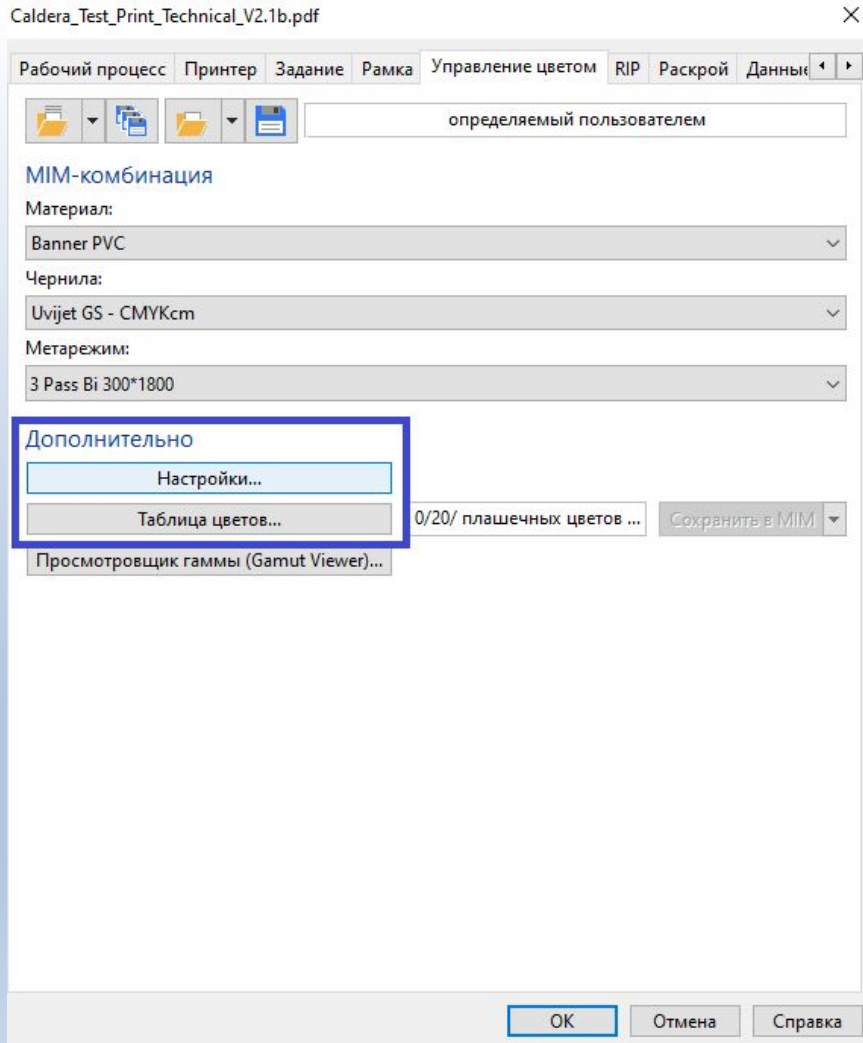 Caldera_Test_Print_Technical_V2.1b.pdf
Рабочий процесс Принтер Задание Рамка Управление цветом RIP Раскрой Данные
определяемый пользователем
MIM-комбинация
Материал:
Banner PVC
Чернила:
Uvijet GS - CMYKcm
Метарежим:
3 Pass Bi 300*1800
Дополнительно
Настройки...
Таблица цветов... 0/20/ плашечных цветов ... Сохранить в MIM
Просмотровщик гаммы (Gamut Viewer)...
OK Отмена Справка